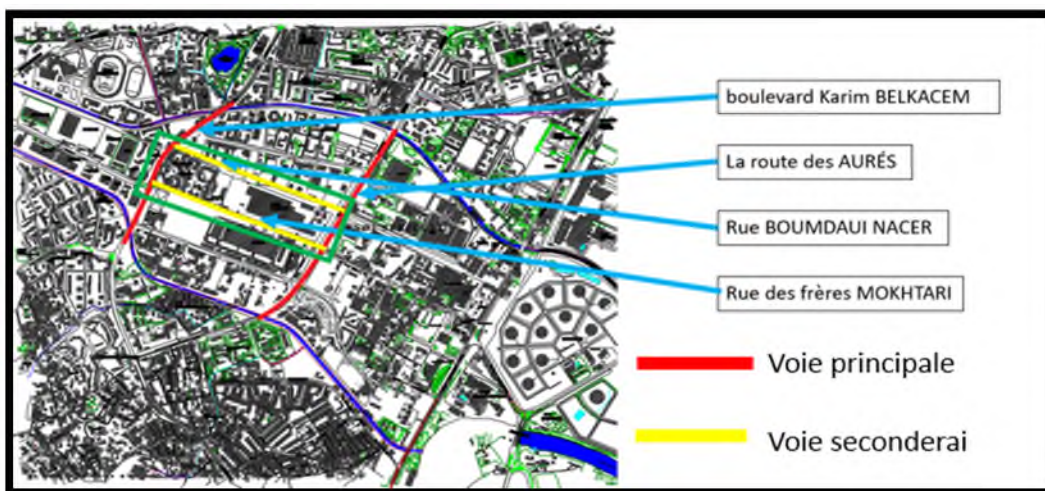 boulevard Karim BELKACEM
La route des AURÉS
Rue BOUMDAUI NACER
Rue des frères MOKHTARI
Voie principale
Voie seconderai